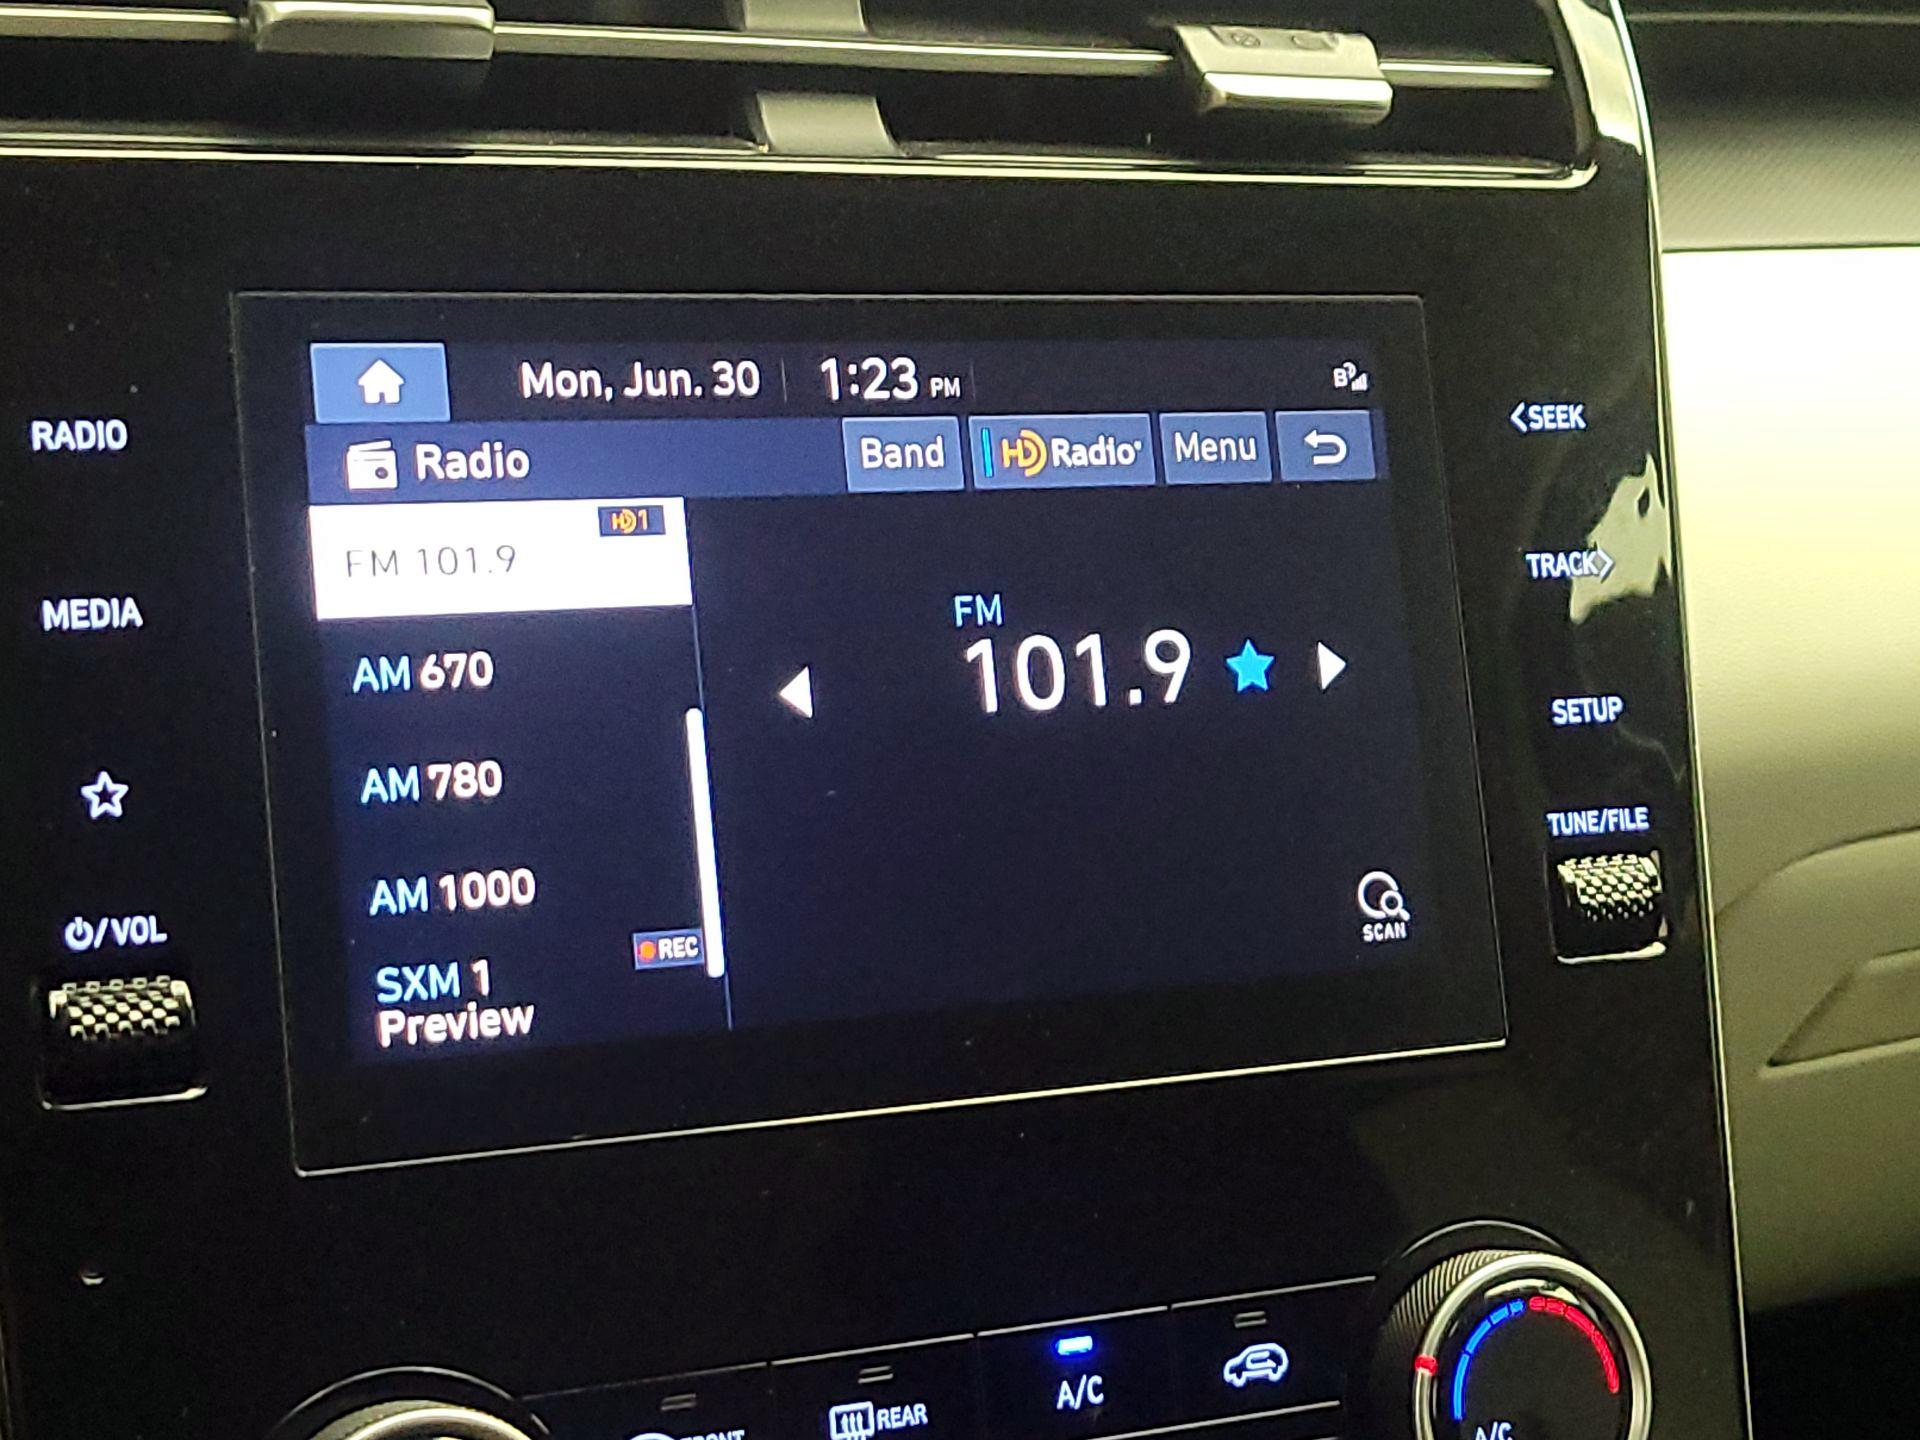 Mon, Jun. 30 1:23 PM B
RADIO
<SEEK
Radio Band HD Radio Menu
HD1
FM 101.9
TRACK>
FM
101.9
MEDIA
AM 670
SETUP
AM 780
TUNE/FILE
AM 1000
SCAN
/VOL
REC
SXM 1
Preview
A/C
REAR
FRONT
A/C